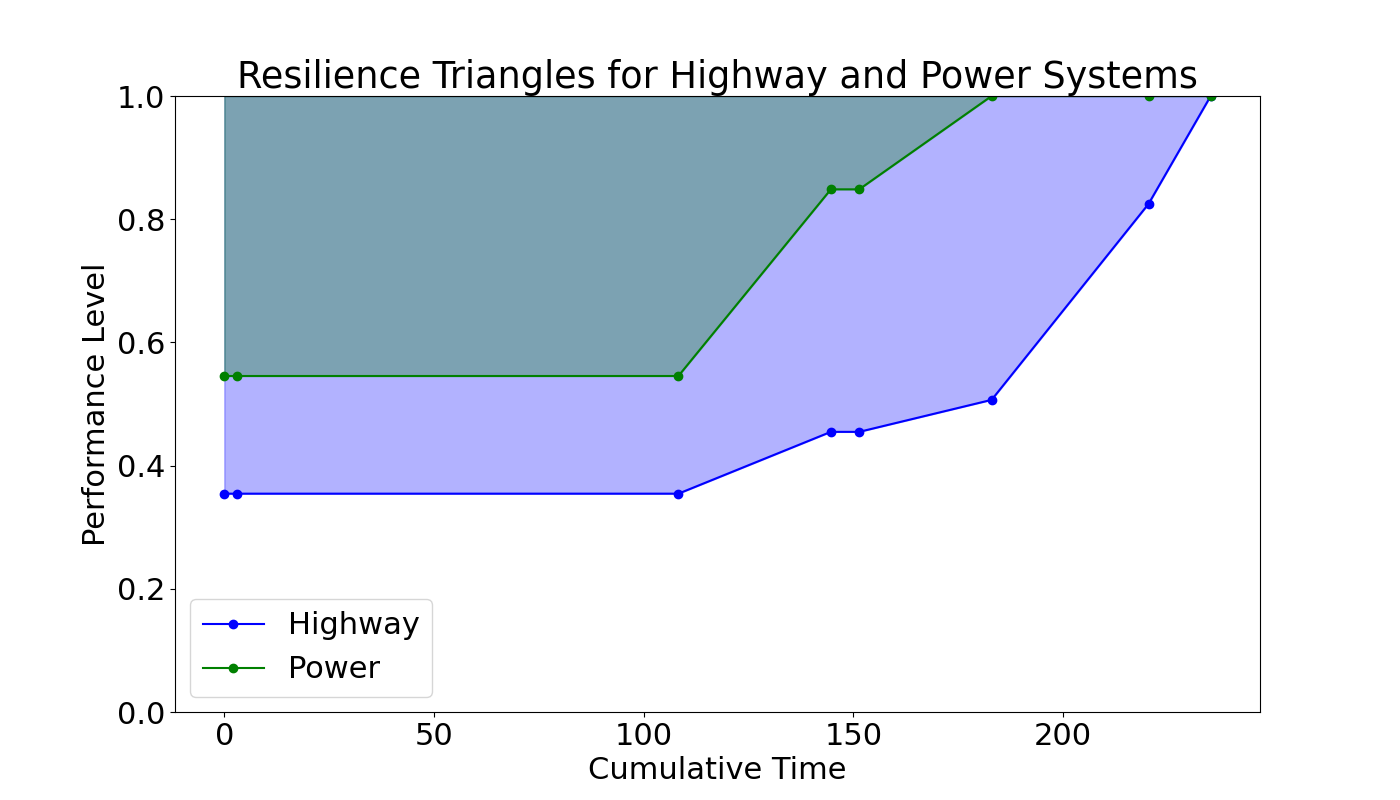 Resilience Triangles for Highway and Power Systems
1.0
0.8
0.6
0.4
0.2
0.0
Performance Level
Highway
Power
0 50 100 150 200
Cumulative Time